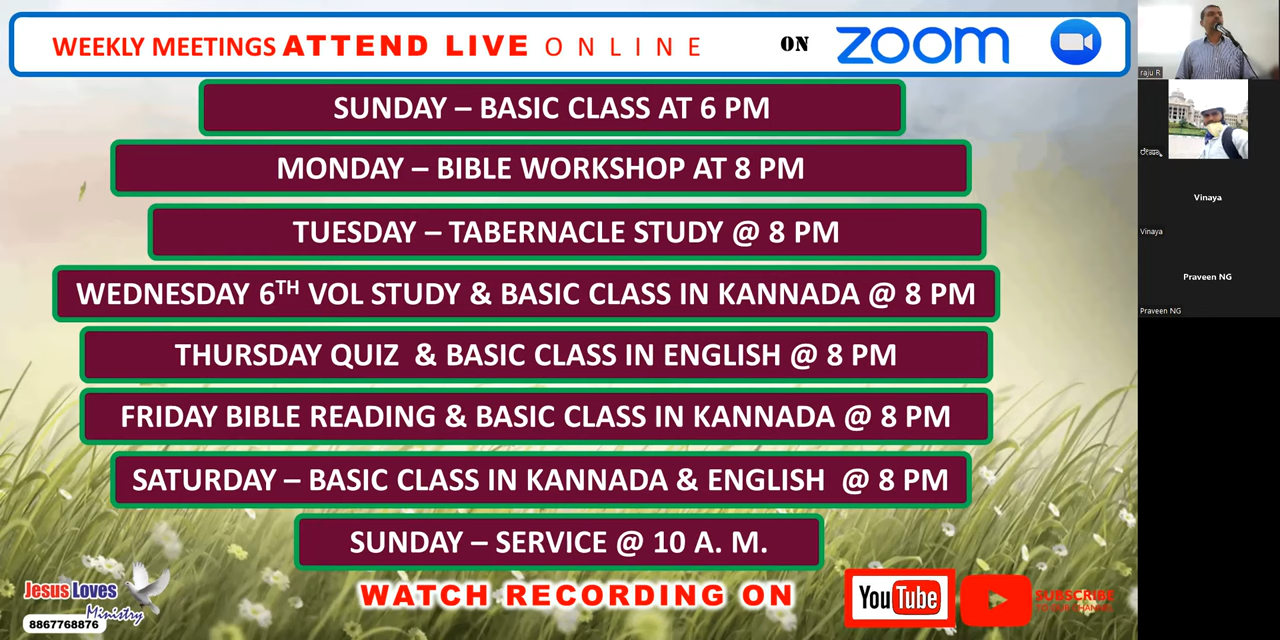 WEEKLY MEETINGS ATTEND LIVE ONLINE ON zoom
SUNDAY – BASIC CLASS AT 6 PM
MONDAY – BIBLE WORKSHOP AT 8 PM
TUESDAY – TABERNACLE STUDY @ 8 PM
WEDNESDAY 6TH VOL STUDY & BASIC CLASS IN KANNADA @ 8 PM
THURSDAY QUIZ & BASIC CLASS IN ENGLISH @ 8 PM
FRIDAY BIBLE READING & BASIC CLASS IN KANNADA @ 8 PM
SATURDAY – BASIC CLASS IN KANNADA & ENGLISH @ 8 PM
SUNDAY – SERVICE @ 10 A. M.
WATCH RECORDING ON YouTube
SUBSCRIBE
TO OUR CHANNEL
Jesus Loves
Ministry
8867768876
raju R
Vinaya
Vinaya
Praveen NG
Praveen NG